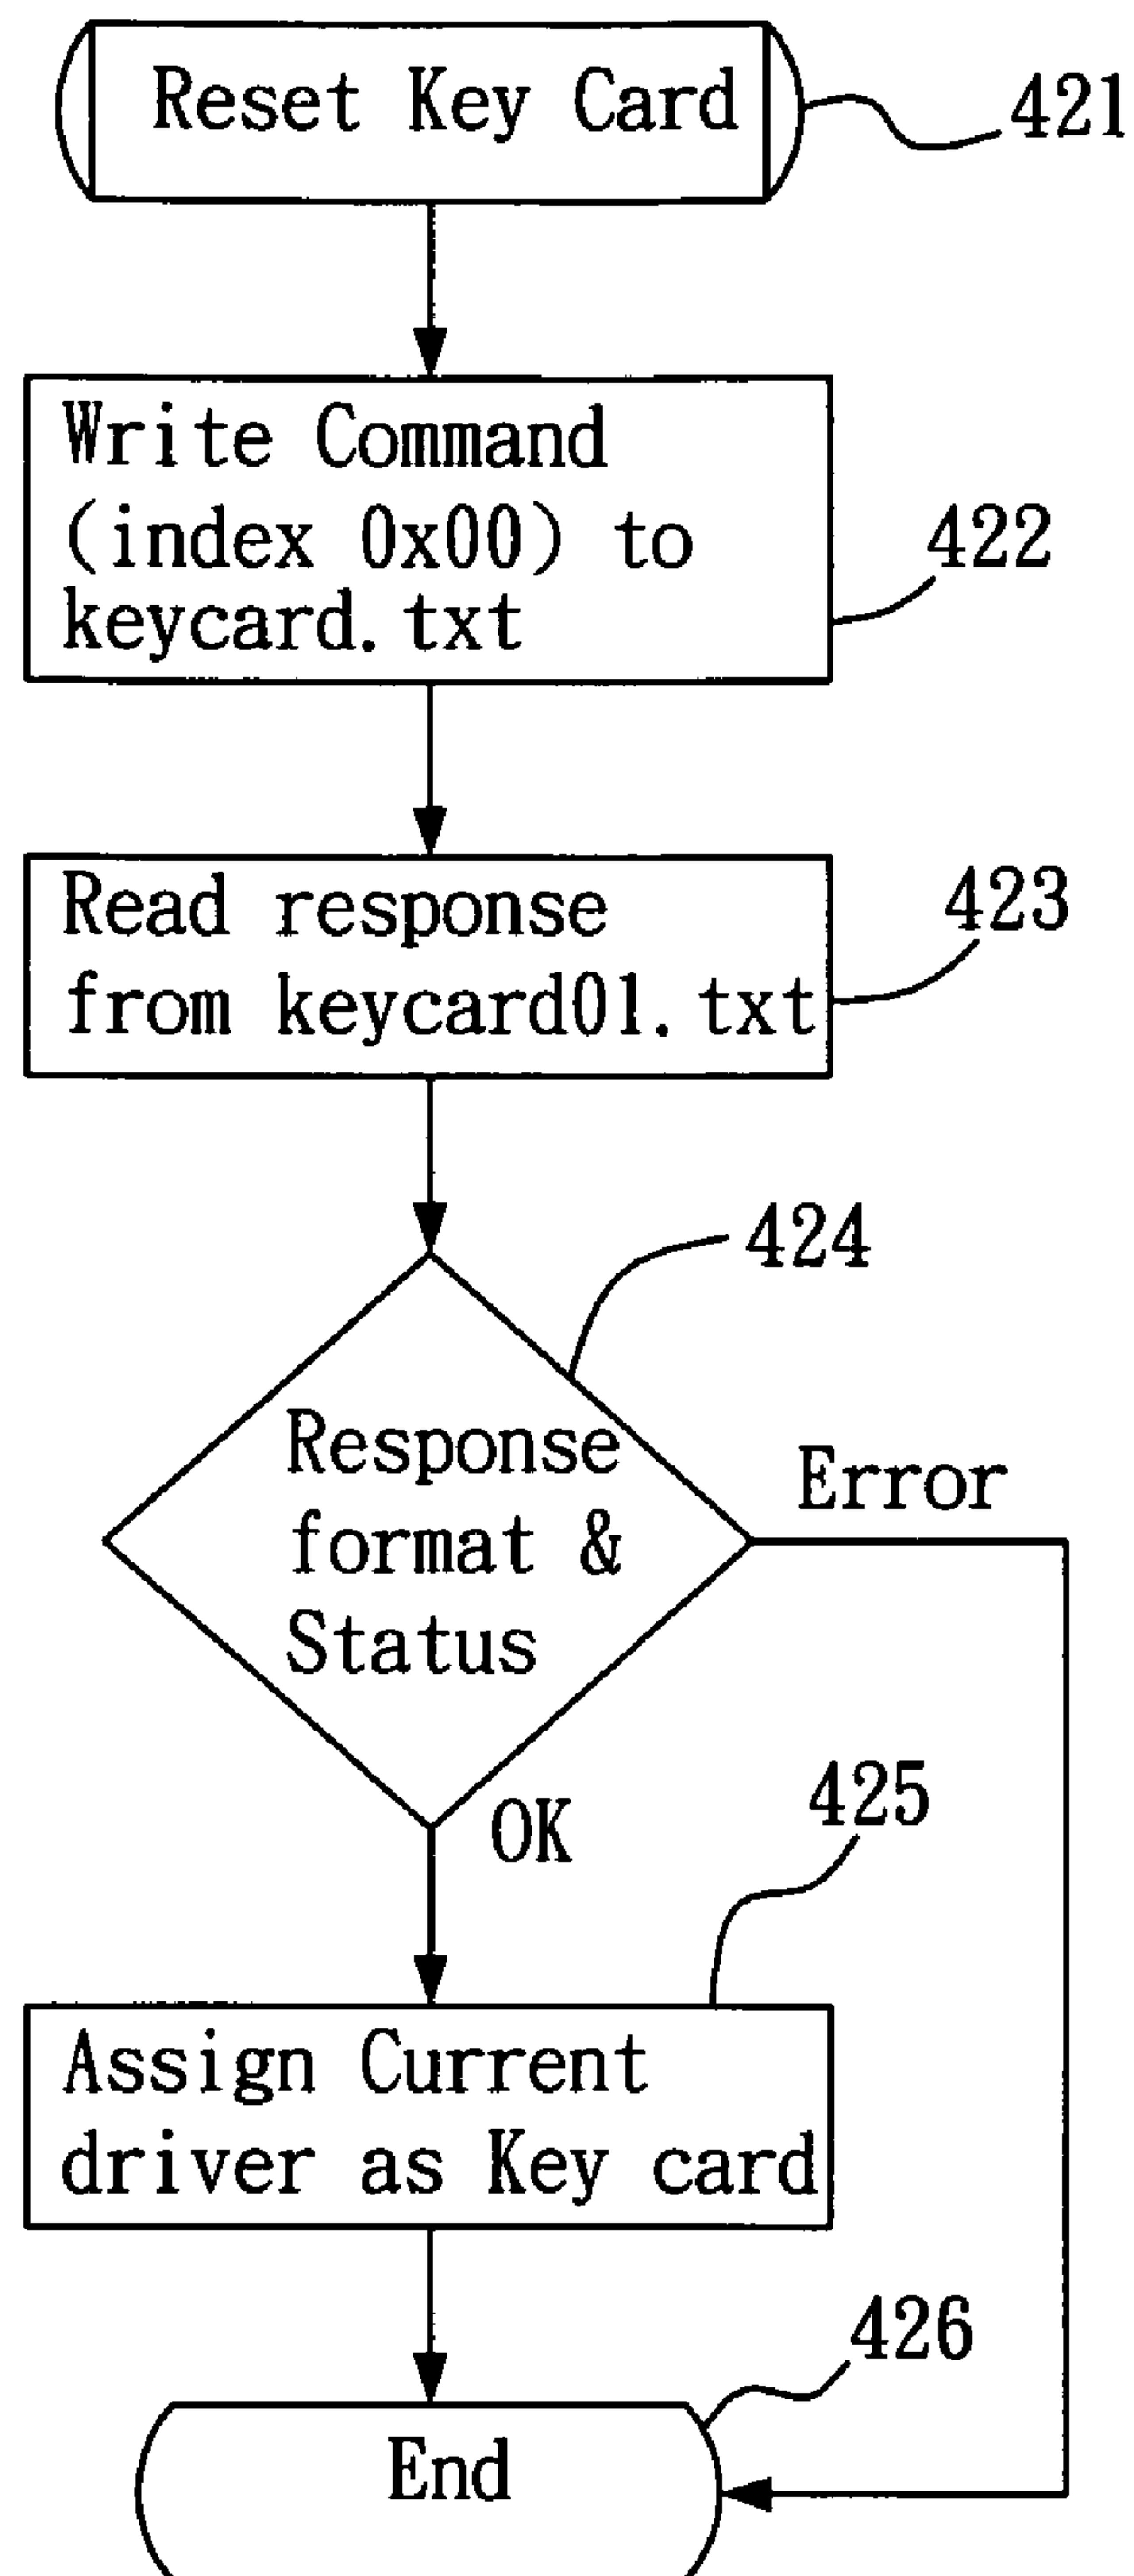 Reset Key Card
421
Write Command
(index 0x00) to
keycard.txt
422
Read response
from keycard01.txt
423
424
Response
format &
Status
Error
OK
425
Assign Current
driver as Key card
426
End